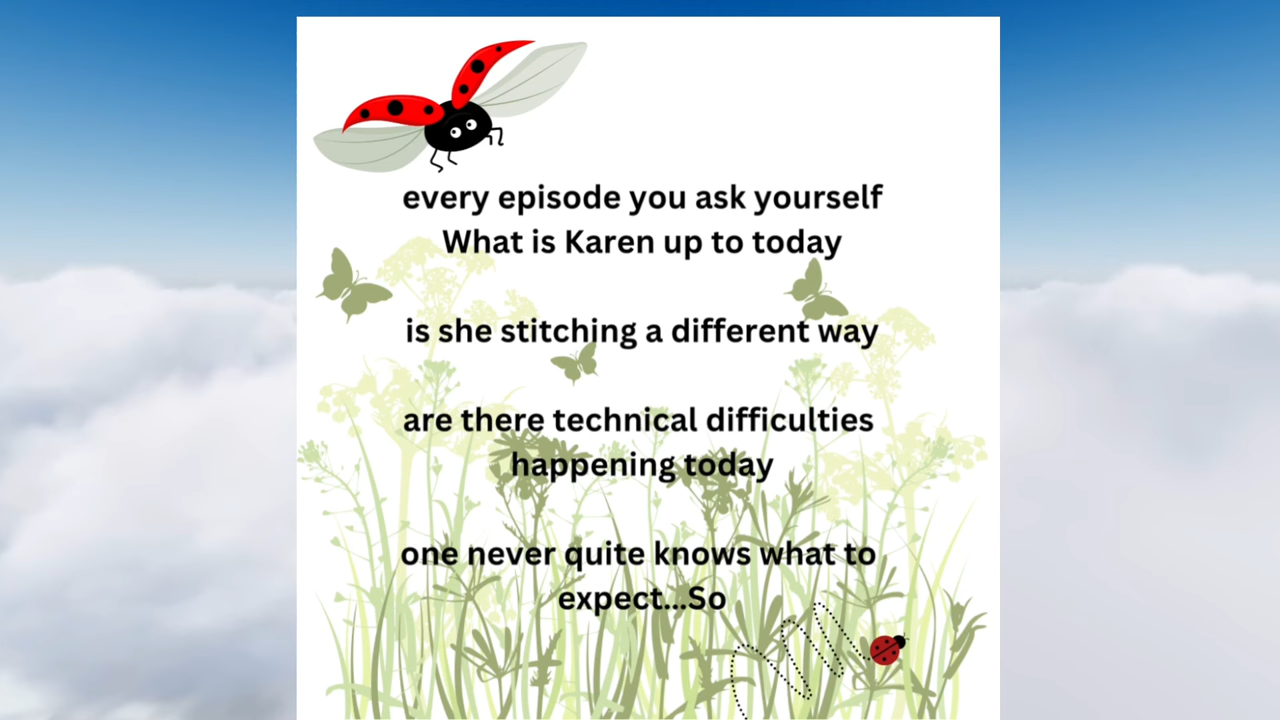 every episode you ask yourself
What is Karen up to today
is she stitching a different way
are there technical difficulties
happening today
one never quite knows what to
expect...So